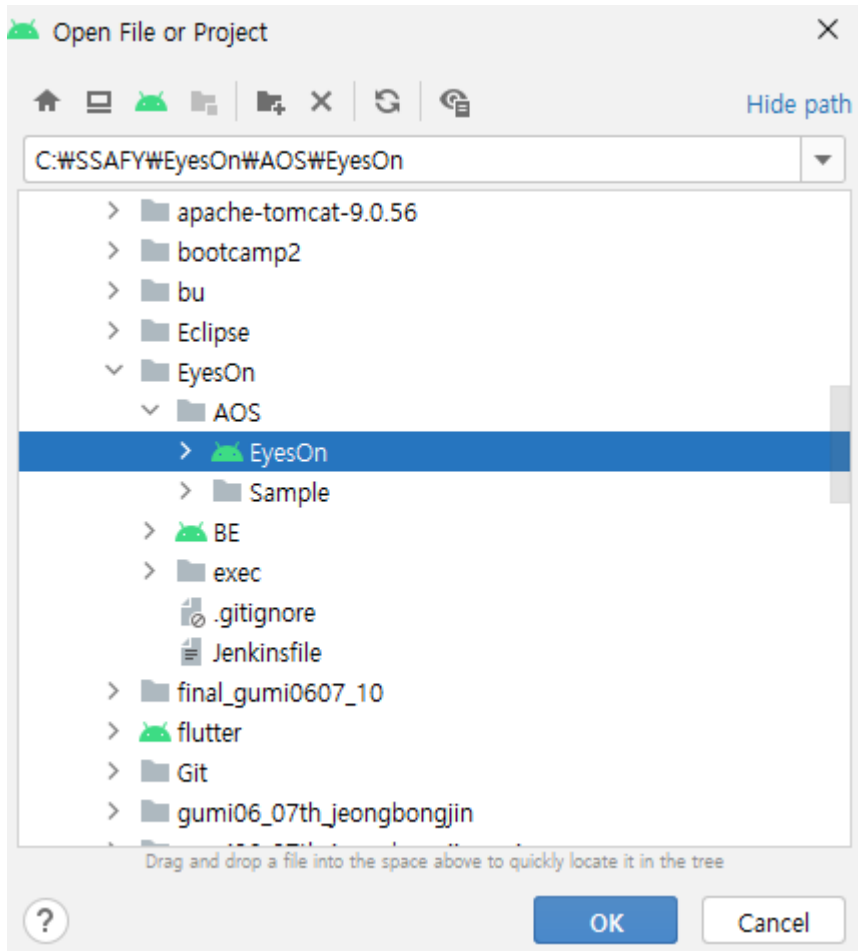 Open File or Project
Hide path
C:₩SSAFY₩EyesOn₩AOS₩EyesOn
apache-tomcat-9.0.56
bootcamp2
bu
Eclipse
EyesOn
AOS
EyesOn
Sample
BE
exec
.gitignore
Jenkinsfile
final_gumi0607_10
flutter
Git
gumi06_07th_jeongbongjin
Drag and drop a file into the space above to quickly locate it in the tree
?
OK Cancel